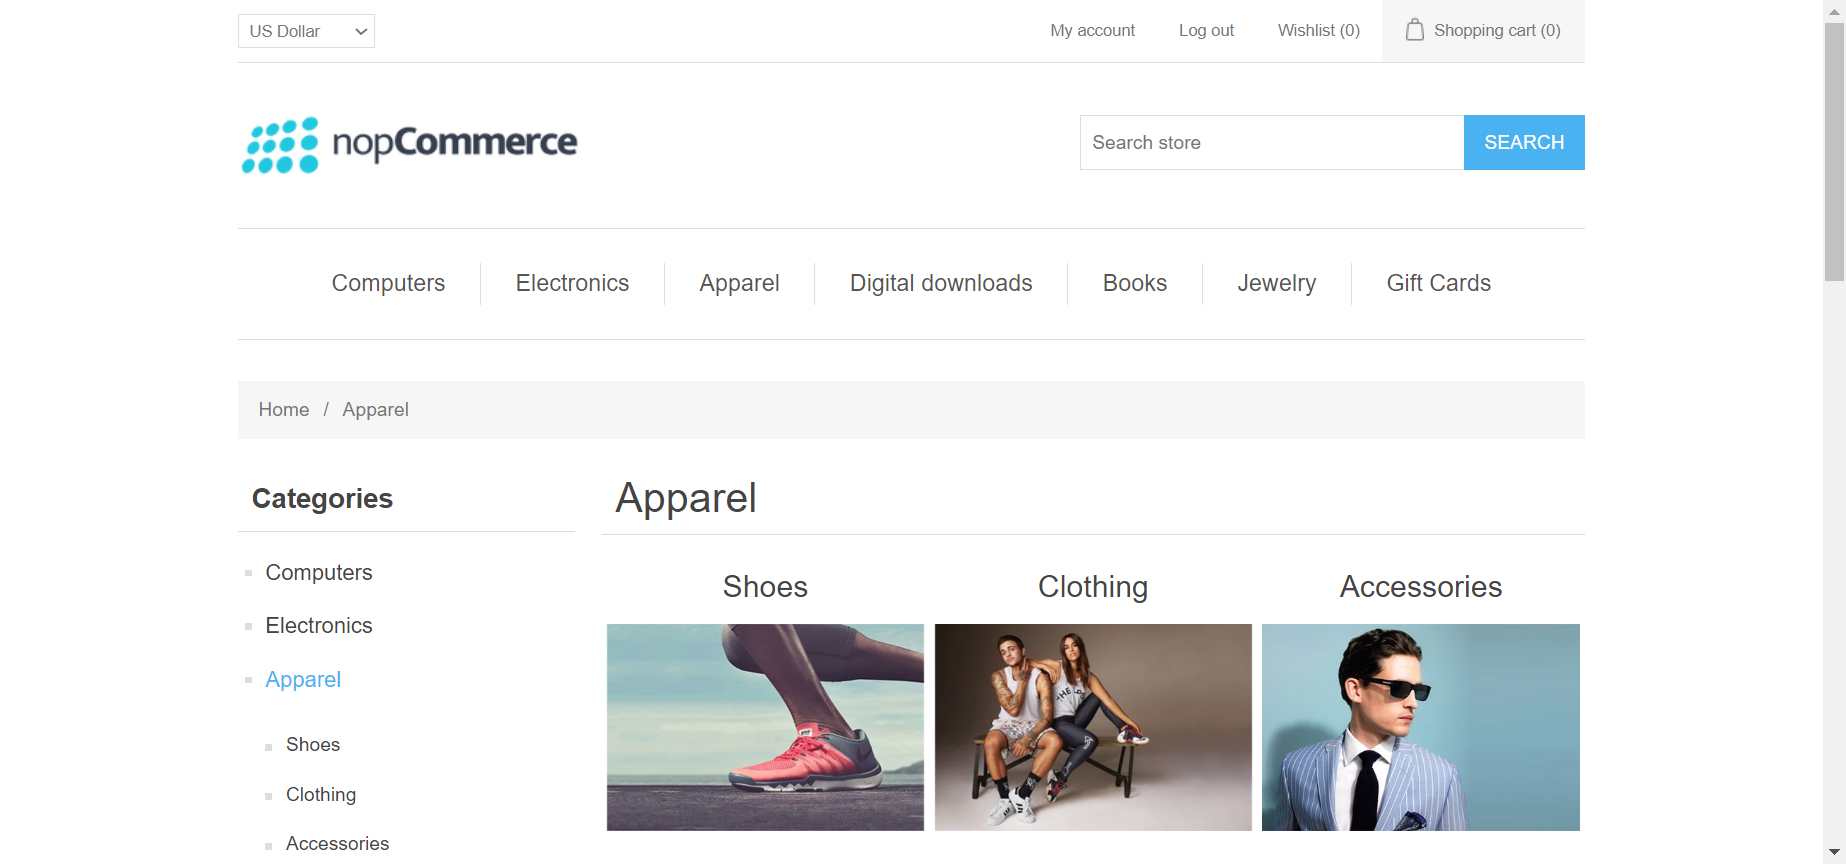 US Dollar
My account
Log out
Wishlist (0)
Shopping cart (0)
nopCommerce
Search store
SEARCH
Computers
Electronics
Apparel
Digital downloads
Books
Jewelry
Gift Cards
Home / Apparel
Categories
Computers
Electronics
Apparel
Shoes
Clothing
Accessories
Apparel
Shoes
Clothing
Accessories